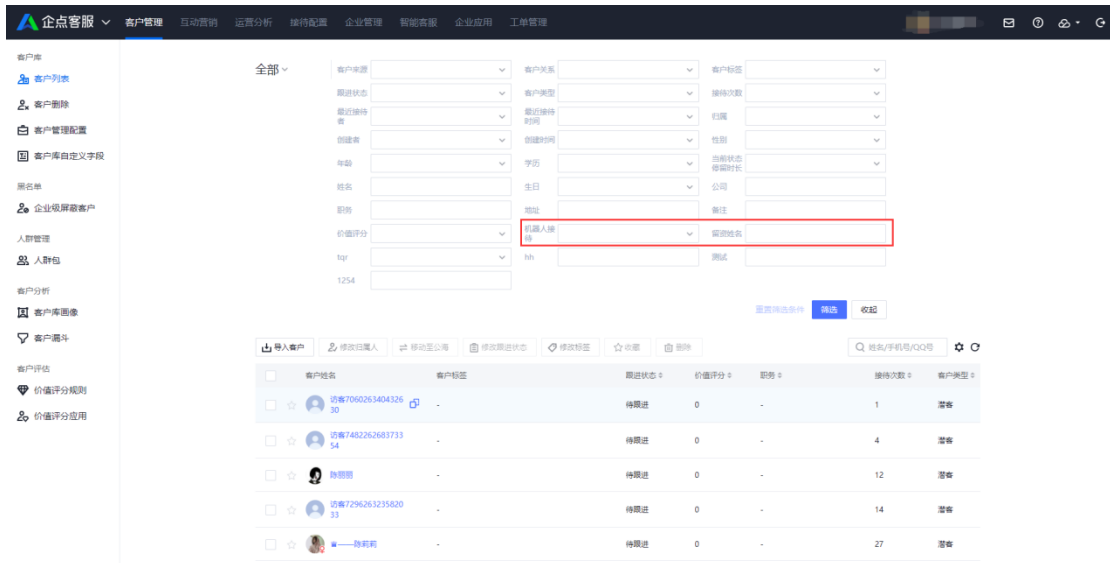 企点客服 客户管理 互动营销 运营分析 接待配置 企业管理 智能客服 企业应用 工单管理
客户库
客户列表
客户删除
客户管理配置
客户库自定义字段
黑名单
企业级屏蔽客户
人群管理
人群包
客户分析
客户库画像
客户漏斗
客户评估
价值评分规则
价值评分应用
全部
客户来源 客户关系 客户标签
跟进状态 客户类型 接待次数
最近接待者 最近接待时间 归属
创建者 创建时间 性别
年龄 学历 当前状态停留时长
姓名 生日 公司
职务 地址 备注
价值评分 机器人接待 留资姓名
tqr hh 测试
1254
重置筛选条件 筛选 收起
导入客户 修改归属人 移动至公海 修改跟进状态 修改标签 收藏 删除 姓名/手机号/QQ号
客户姓名 客户标签 跟进状态 价值评分 职务 接待次数 客户类型
访客706026340432630 - 待跟进 0 - 1 潜客
访客748226268373354 - 待跟进 0 - 4 潜客
陈丽丽 - 待跟进 0 - 12 潜客
访客729626323582033 - 待跟进 0 - 14 潜客
——陈莉莉 - 待跟进 0 - 27 潜客